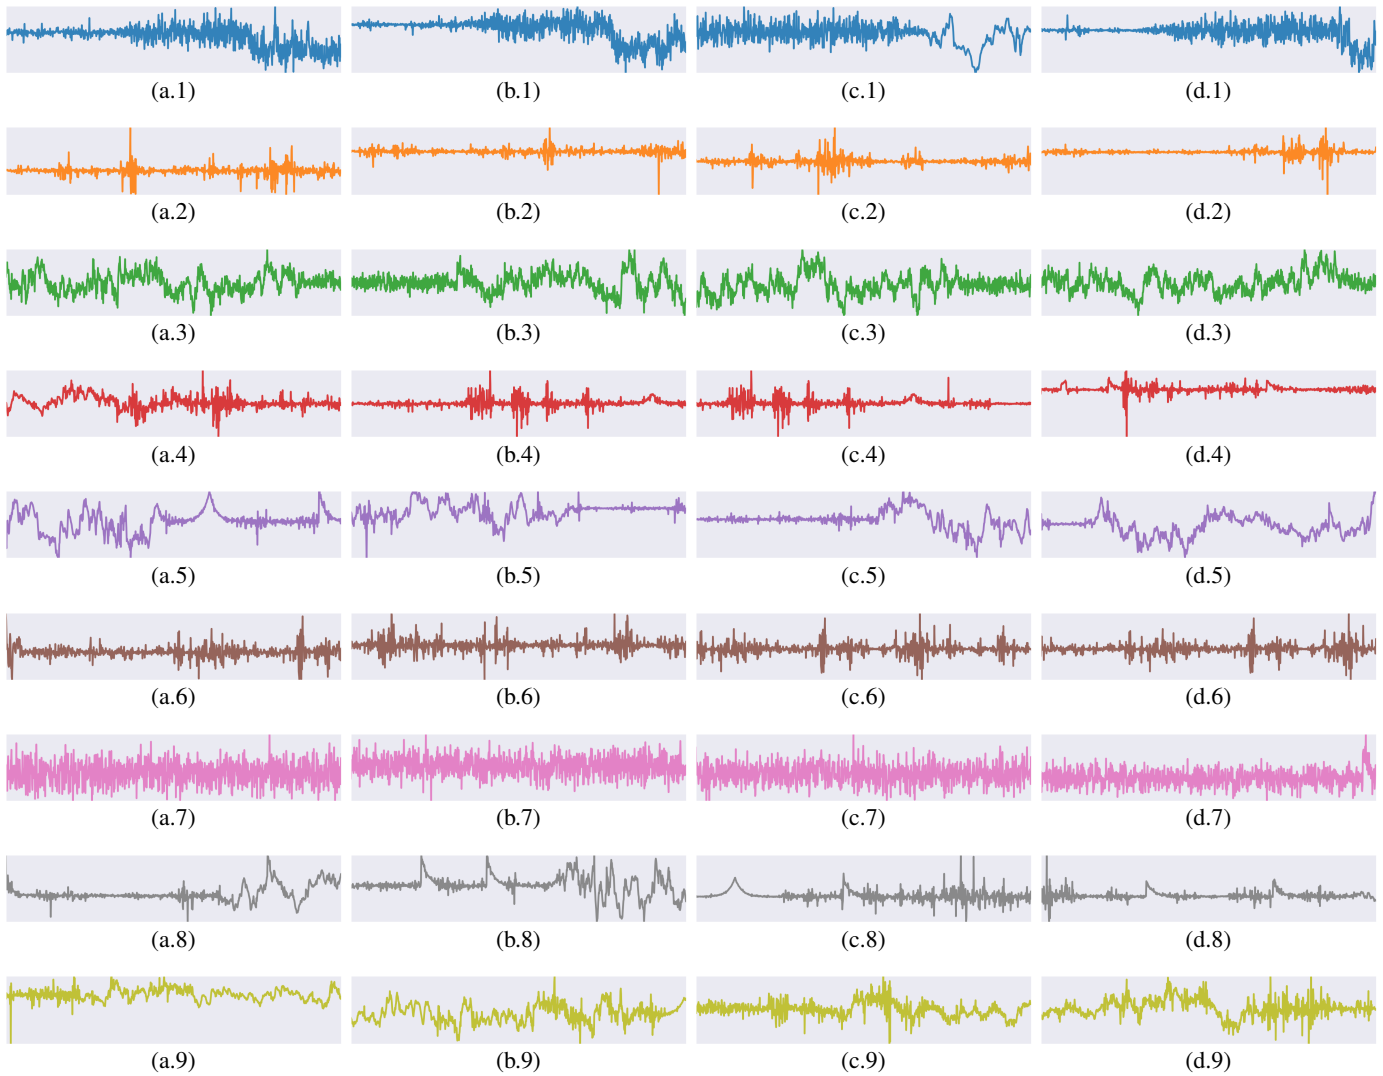 (a.1) (b.1) (c.1) (d.1)
(a.2) (b.2) (c.2) (d.2)
(a.3) (b.3) (c.3) (d.3)
(a.4) (b.4) (c.4) (d.4)
(a.5) (b.5) (c.5) (d.5)
(a.6) (b.6) (c.6) (d.6)
(a.7) (b.7) (c.7) (d.7)
(a.8) (b.8) (c.8) (d.8)
(a.9) (b.9) (c.9) (d.9)